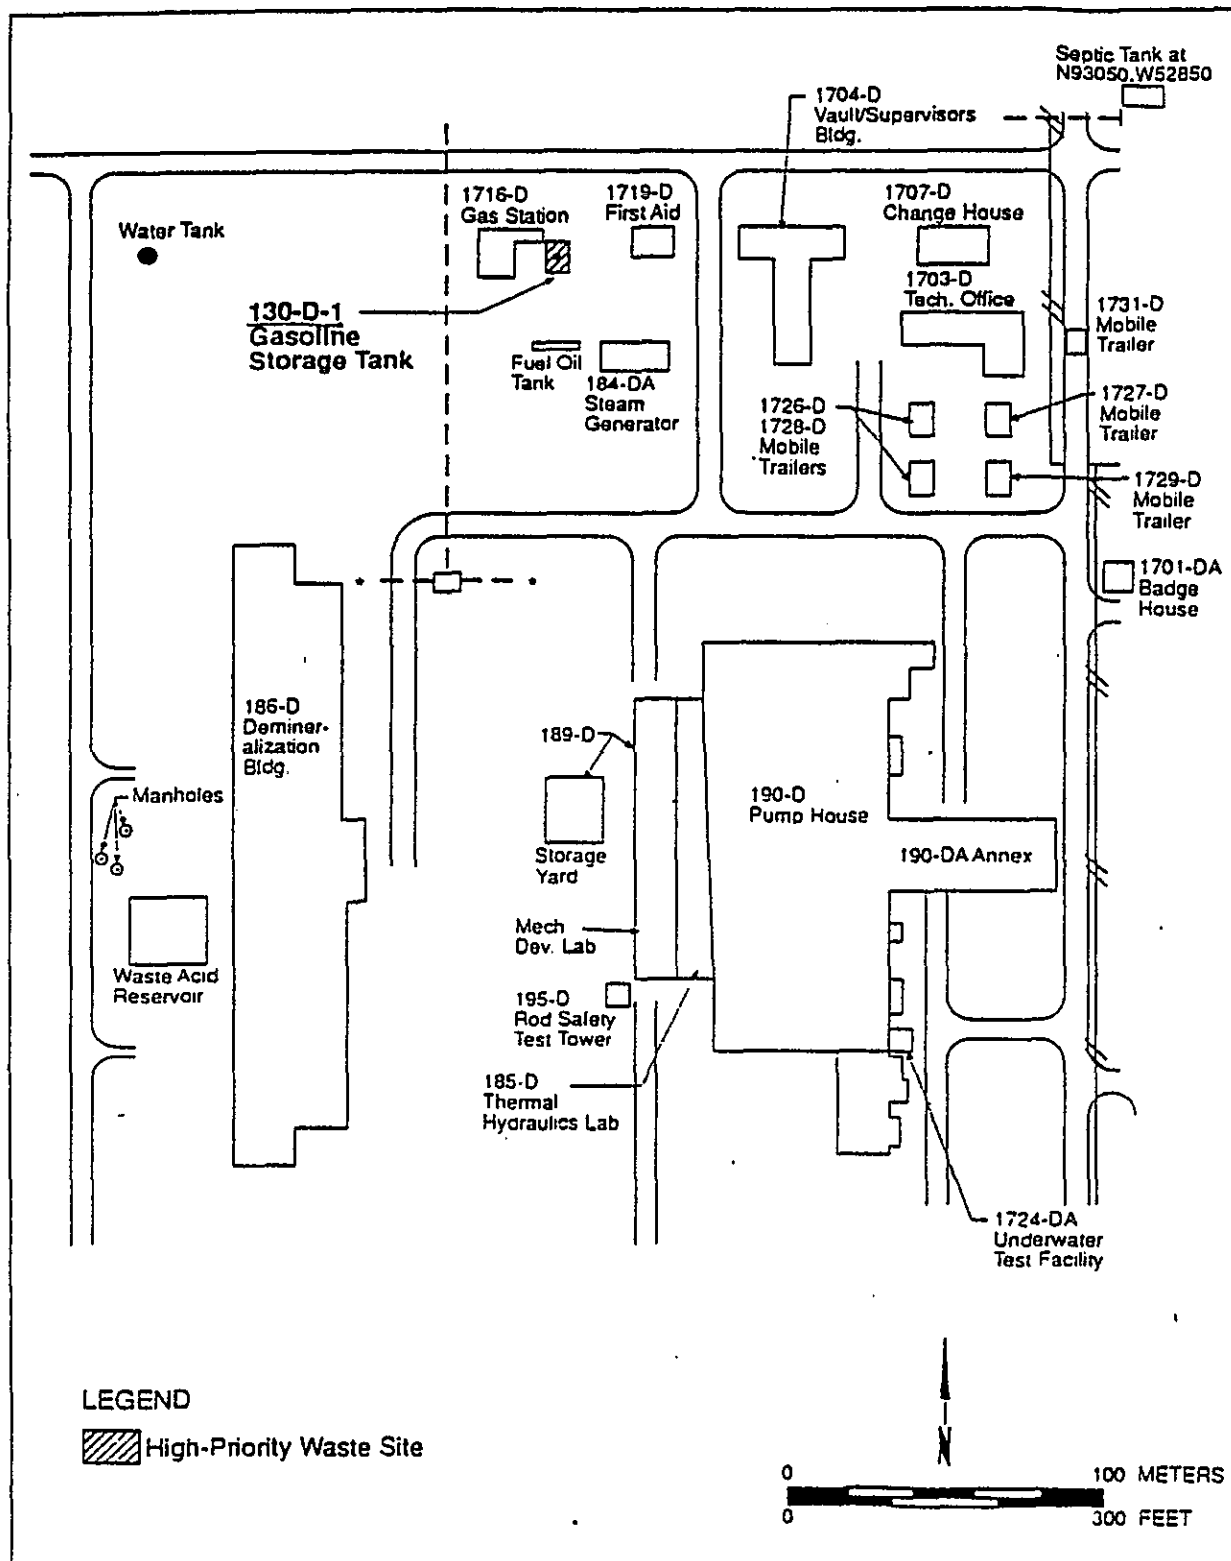 Septic Tank at
N93050.W52850
1704-D
Vault/Supervisors
Bldg.
1716-D
Gas Station
1719-D
First Aid
1707-D
Change House
Water Tank
1703-D
Tech. Office
130-D-1
Gasoline
Storage Tank
1731-D
Mobile
Trailer
Fuel Oil
Tank
184-DA
Steam
Generator
1726-D
1728-D
Mobile
Trailers
1727-D
Mobile
Trailer
1729-D
Mobile
Trailer
1701-DA
Badge
House
186-D
Deminer-
alization
Bldg.
189-D
Manholes
190-D
Pump House
Storage
Yard
190-DA Annex
Mech
Dev. Lab
Waste Acid
Reservoir
195-D
Rod Safety
Test Tower
185-D
Thermal
Hydraulics Lab
1724-DA
Underwater
Test Facility
LEGEND
High-Priority Waste Site
N
0 100 METERS
0 300 FEET